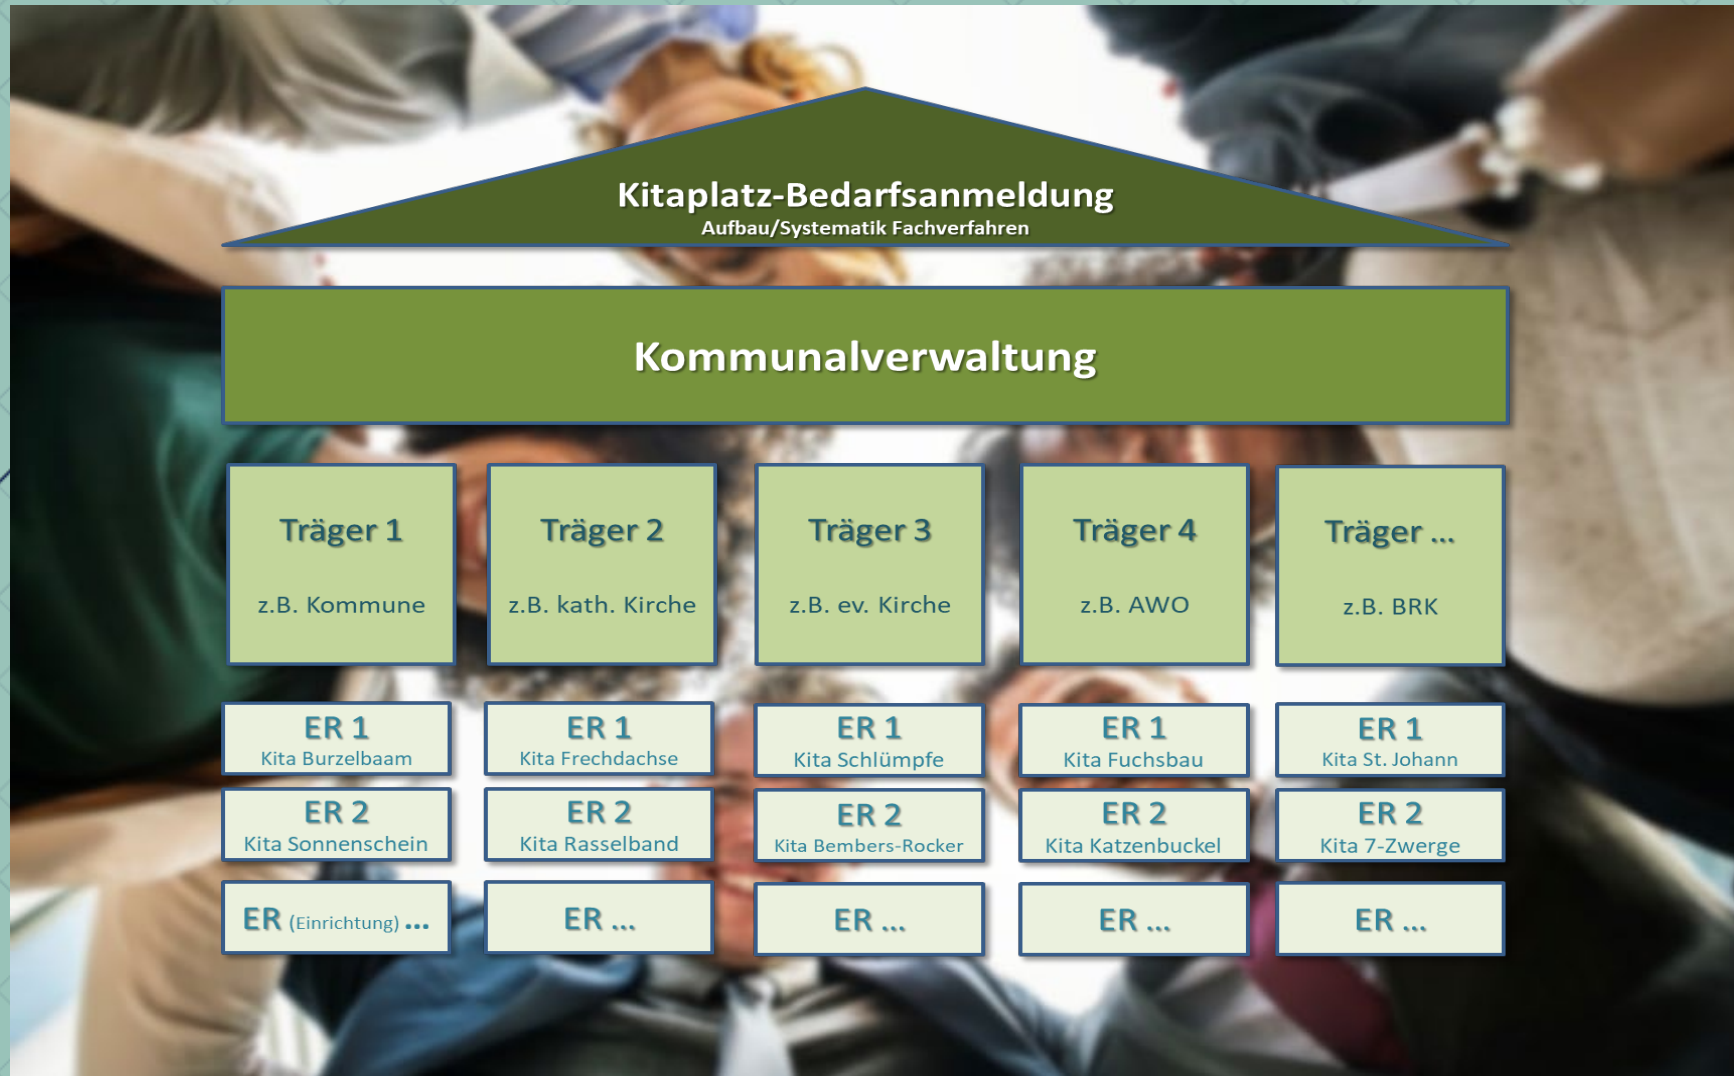 Kitaplatz-Bedarfsanmeldung
Aufbau/Systematik Fachverfahren
Kommunalverwaltung
Träger 1
z.B. Kommune
Träger 2
z.B. kath. Kirche
Träger 3
z.B. ev. Kirche
Träger 4
z.B. AWO
Träger ...
z.B. BRK
ER 1
Kita Burzelbaam
ER 1
Kita Frechdachse
ER 1
Kita Schlümpfe
ER 1
Kita Fuchsbau
ER 1
Kita St. Johann
ER 2
Kita Sonnenschein
ER 2
Kita Rasselband
ER 2
Kita Bembers-Rocker
ER 2
Kita Katzenbuckel
ER 2
Kita 7-Zwerge
ER (Einrichtung) ...
ER ...
ER ...
ER ...
ER ...